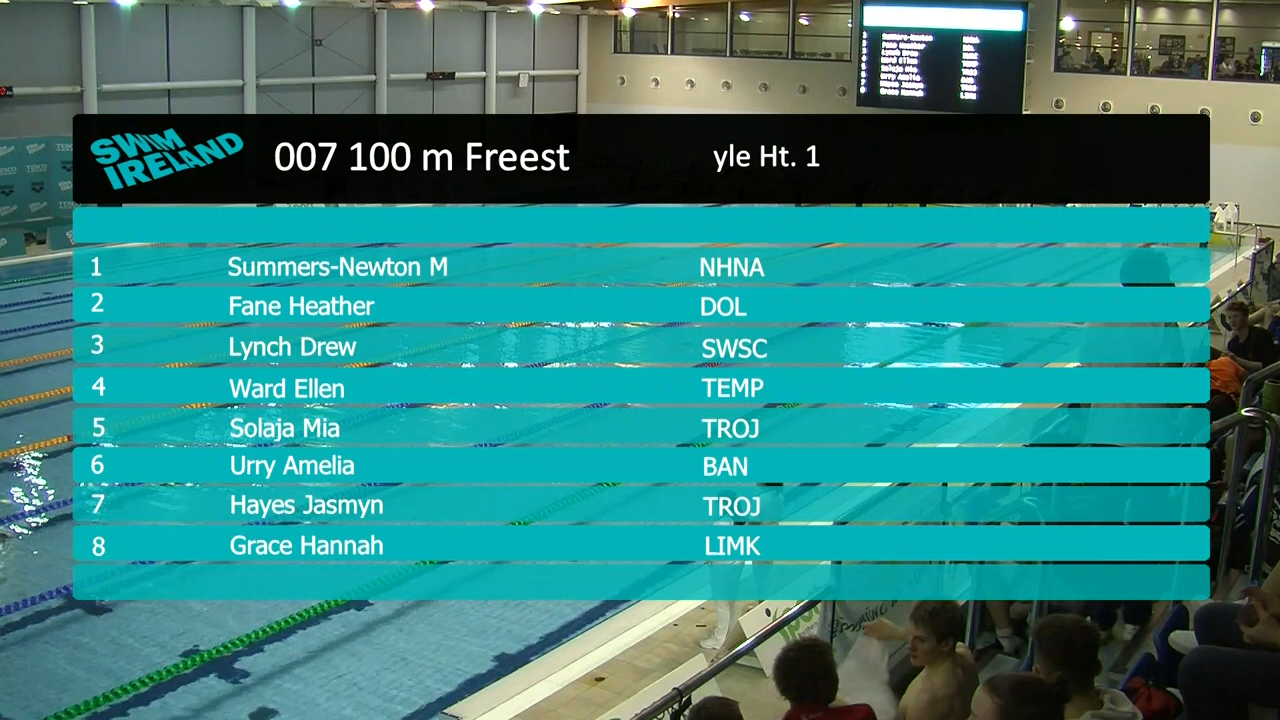 SWIM IRELAND
007 100 m Freest yle Ht. 1
1 Summers-Newton M NHNA
2 Fane Heather DOL
3 Lynch Drew SWSC
4 Ward Ellen TEMP
5 Solaja Mia TROJ
6 Urry Amelia BAN
7 Hayes Jasmyn TROJ
8 Grace Hannah LIMK